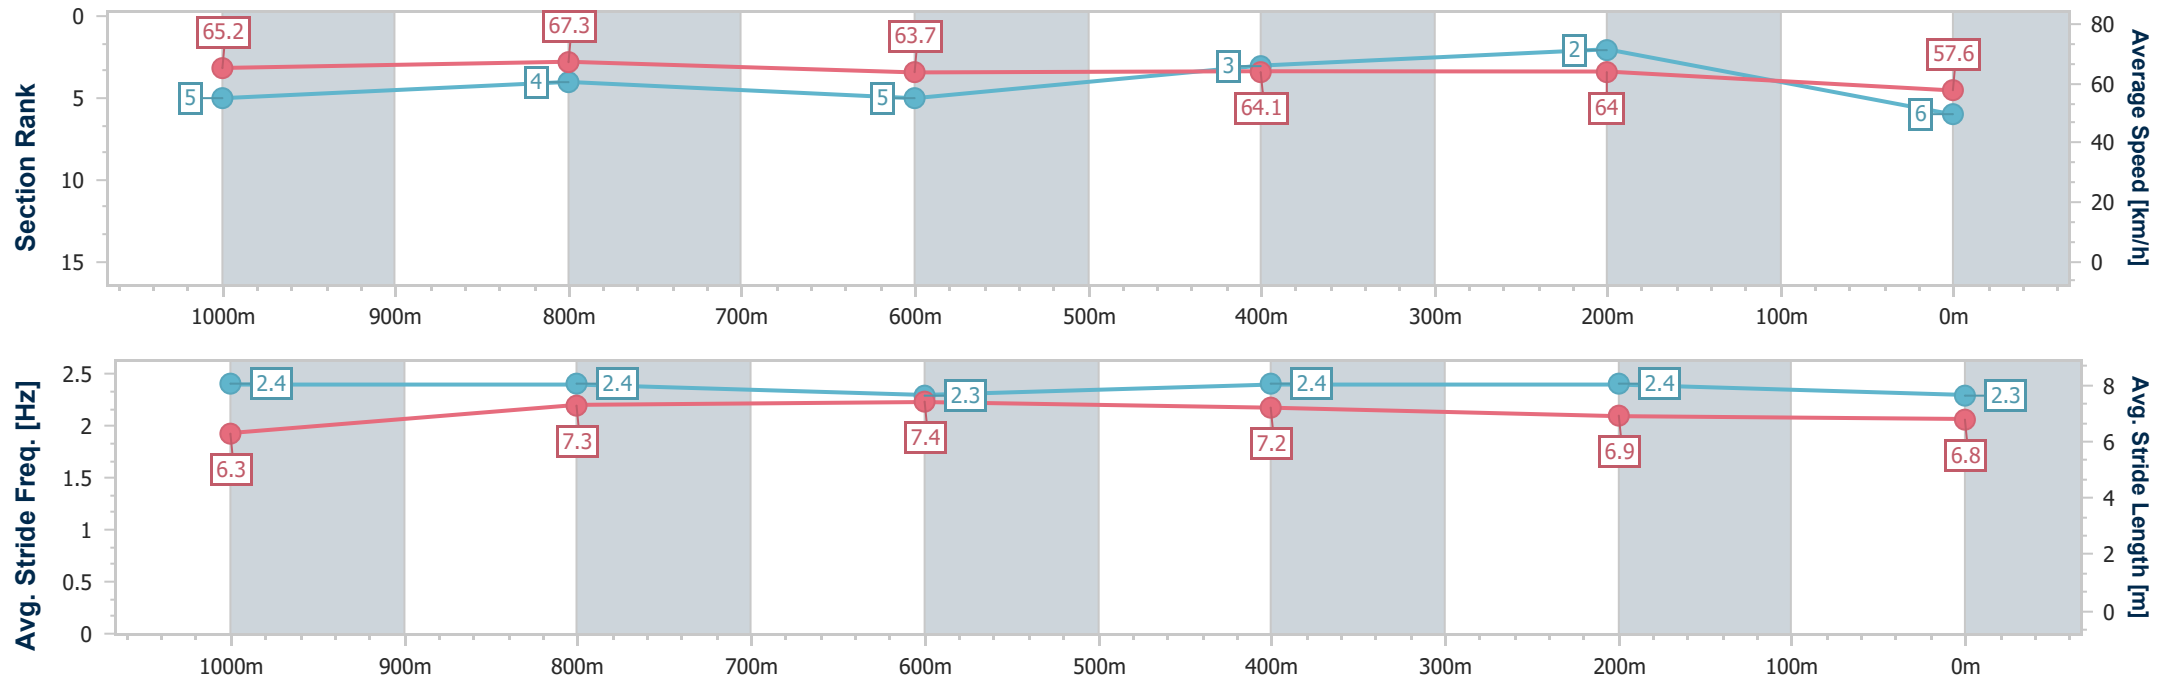 Section Rank
0
5
10
15
65.2
67.3
63.7
64.1
64
57.6
5
4
5
3
2
6
80
60
40
20
0
Average Speed [km/h]
1000m
900m
800m
700m
600m
500m
400m
300m
200m
100m
0m
Avg. Stride Freq. [Hz]
2.5
2
1.5
1
0.5
0
2.4
2.4
2.3
2.4
2.4
2.3
6.3
7.3
7.4
7.2
6.9
6.8
8
6
4
2
0
Avg. Stride Length [m]
1000m
900m
800m
700m
600m
500m
400m
300m
200m
100m
0m